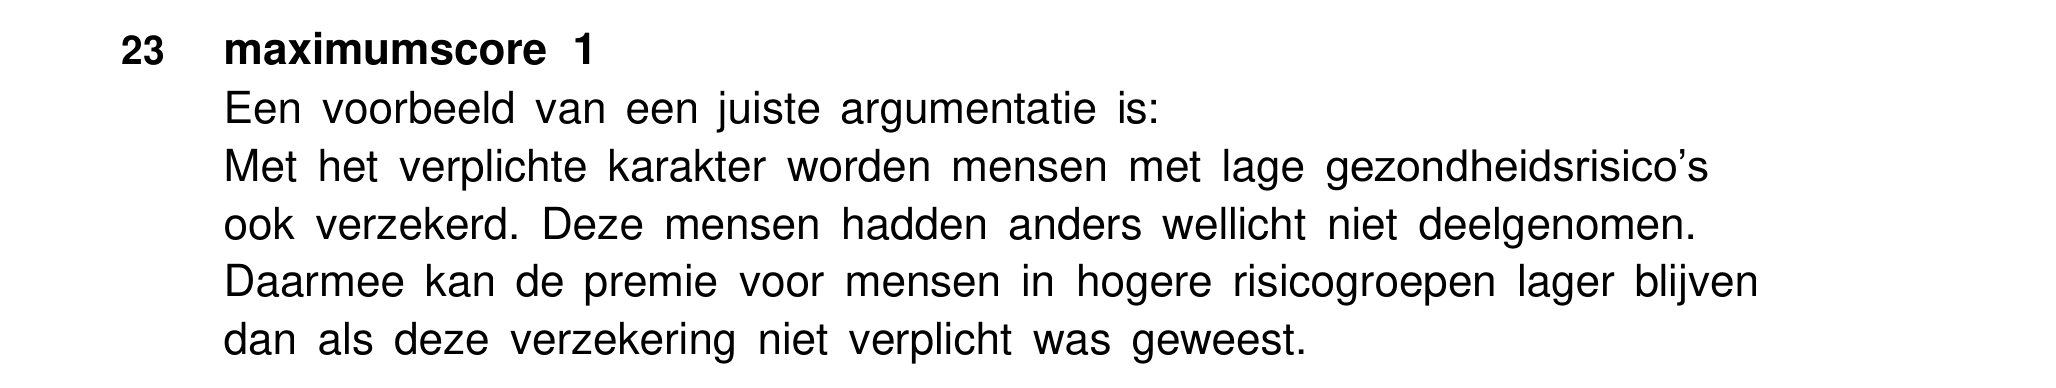 23 maximumscore 1
Een voorbeeld van een juiste argumentatie is:
Met het verplichte karakter worden mensen met lage gezondheidsrisico’s
ook verzekerd. Deze mensen hadden anders wellicht niet deelgenomen.
Daarmee kan de premie voor mensen in hogere risicogroepen lager blijven
dan als deze verzekering niet verplicht was geweest.